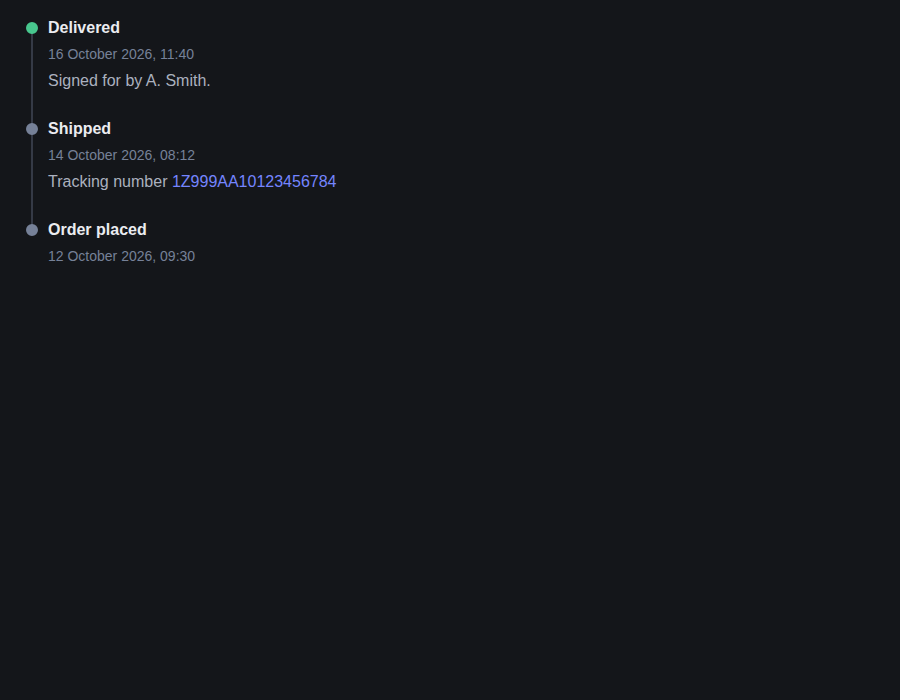 Delivered
16 October 2026, 11:40
Signed for by A. Smith.
Shipped
14 October 2026, 08:12
Tracking number 1Z999AA10123456784
Order placed
12 October 2026, 09:30